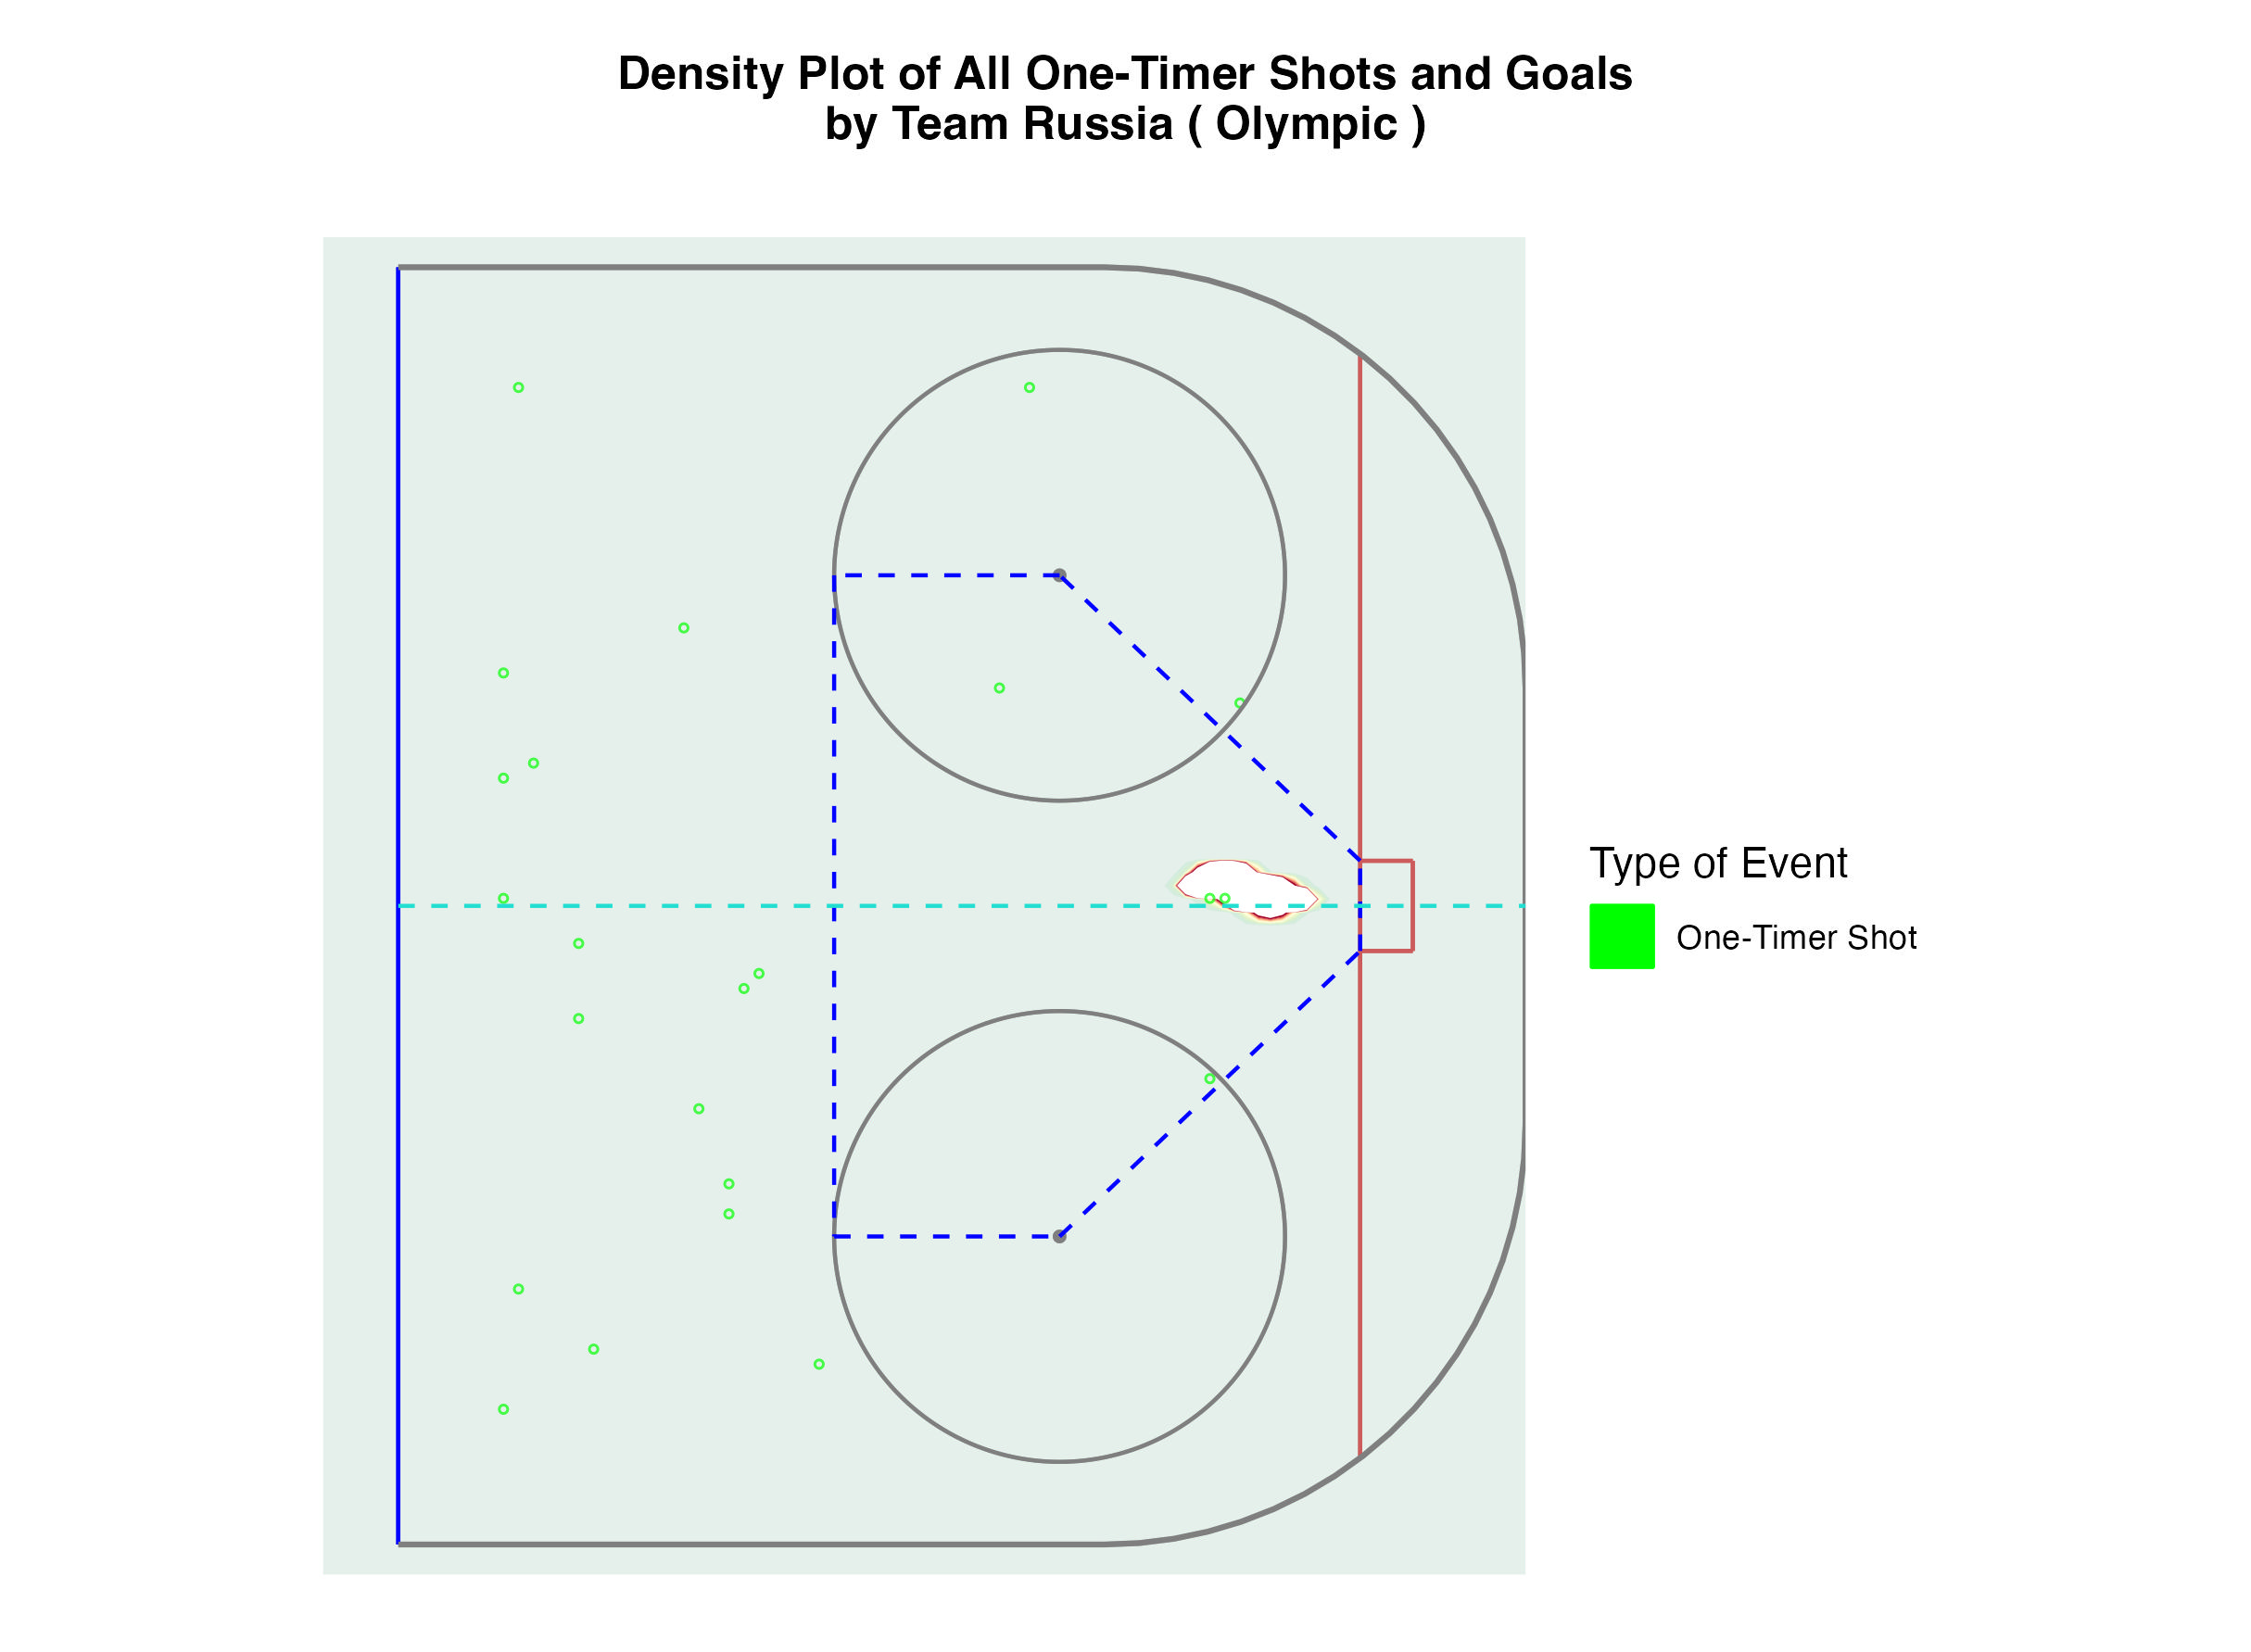 Density Plot of All One-Timer Shots and Goals
by Team Russia ( Olympic )
Type of Event
One-Timer Shot